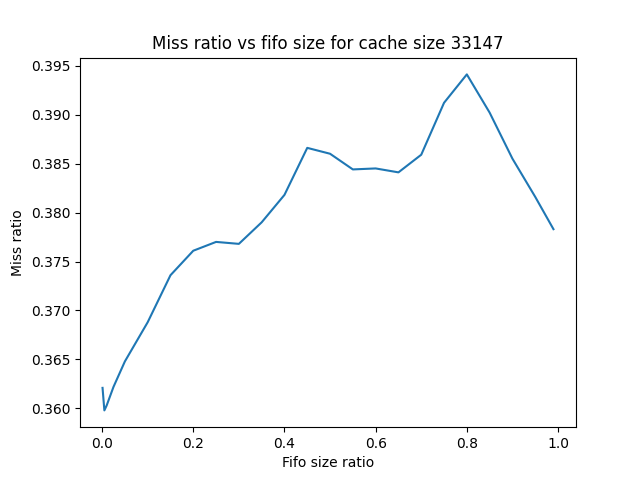 Miss ratio vs fifo size for cache size 33147
0.395
0.390
0.385
0.380
0.375
0.370
0.365
0.360
Miss ratio
0.0 0.2 0.4 0.6 0.8 1.0
Fifo size ratio